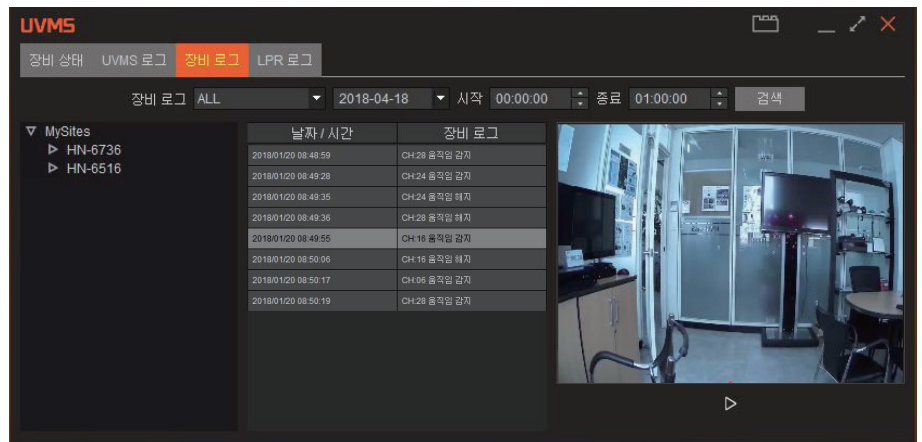 UVMS
장비 상태 UVMS 로그 장비 로그 LPR 로그
장비 로그 ALL 2018-04-18 시작 00:00:00 종료 01:00:00 검색
MySites
HN-6736
HN-6516
날짜 / 시간 장비 로그
2018/01/20 08:48:59 CH:28 움직임 감지
2018/01/20 08:49:28 CH:24 움직임 감지
2018/01/20 08:49:35 CH:24 움직임 해지
2018/01/20 08:49:36 CH:28 움직임 해지
2018/01/20 08:49:55 CH:16 움직임 감지
2018/01/20 08:50:06 CH:16 움직임 해지
2018/01/20 08:50:17 CH:06 움직임 감지
2018/01/20 08:50:19 CH:28 움직임 감지